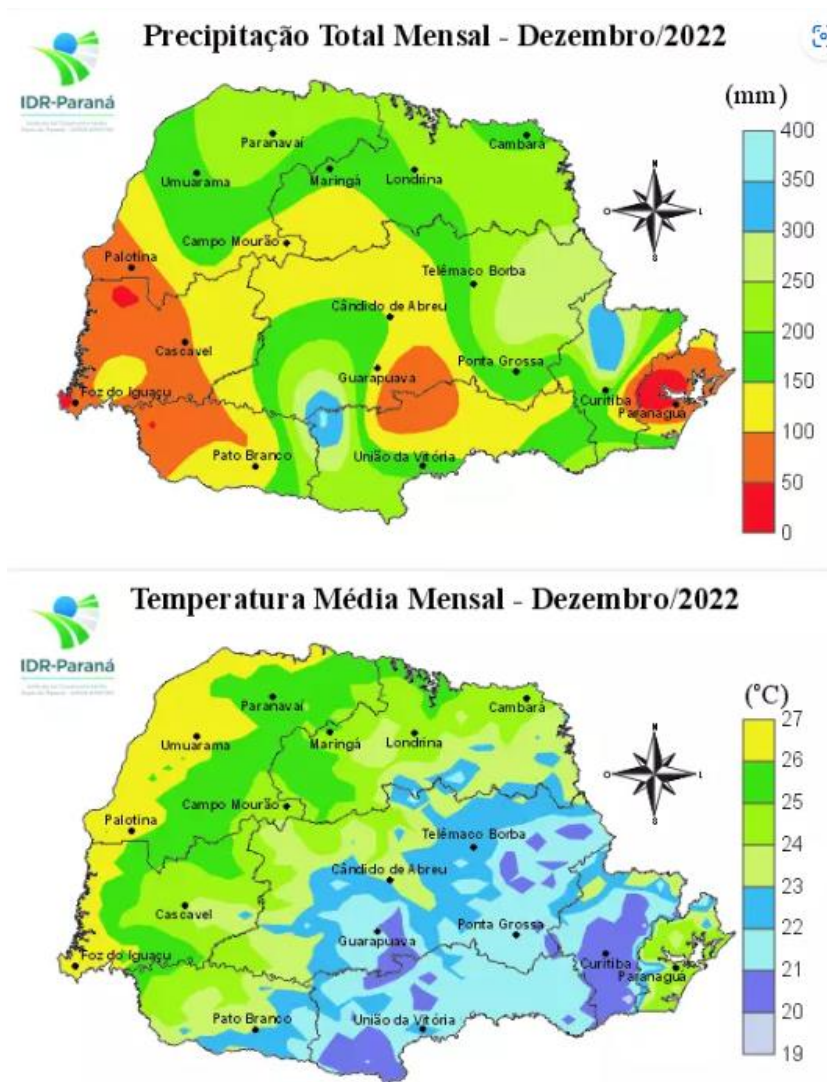 Precipitação Total Mensal - Dezembro/2022
IDR-Paraná
(mm)
400
350
300
250
200
150
100
50
0
N
O
L
S
Paranavaí
Cambará
Umuarama
Maringá
Londrina
Campo Mourão
Palotina
Telêmaco Borba
Cândido de Abreu
Cascavel
Guarapuava
Ponta Grossa
Foz do Iguaçu
Curitiba
Paranagua
Pato Branco
União da Vitória
Temperatura Média Mensal - Dezembro/2022
IDR-Paraná
(°C)
27
26
25
24
23
22
21
20
19
N
O
L
S
Paranavaí
Cambará
Umuarama
Maringá
Londrina
Campo Mourão
Palotina
Telêmaco Borba
Cândido de Abreu
Cascavel
Guarapuava
Ponta Grossa
Foz do Iguaçu
Curitiba
Paranagua
Pato Branco
União da Vitória